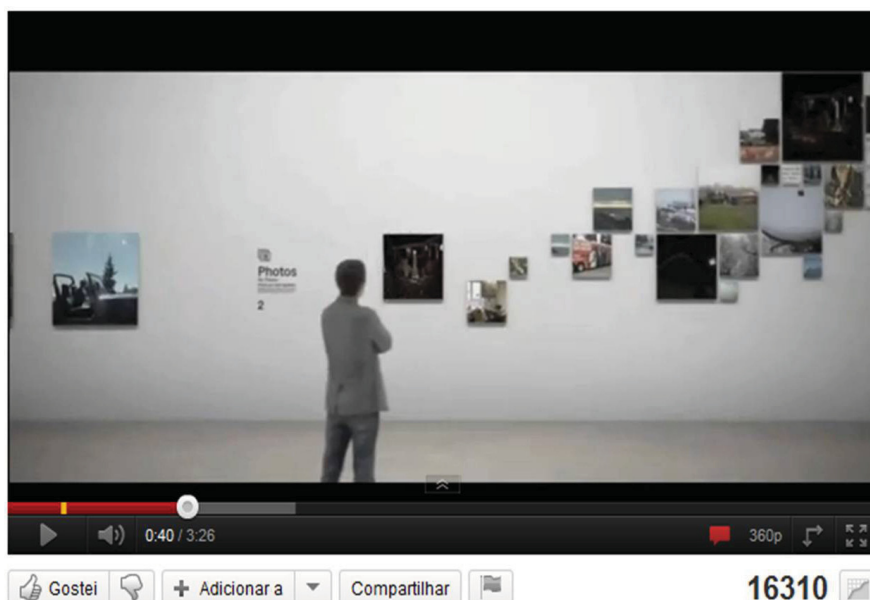 Photos
2
0:40 / 3:26
360p
Gostei
Adicionar a
Compartilhar
16310